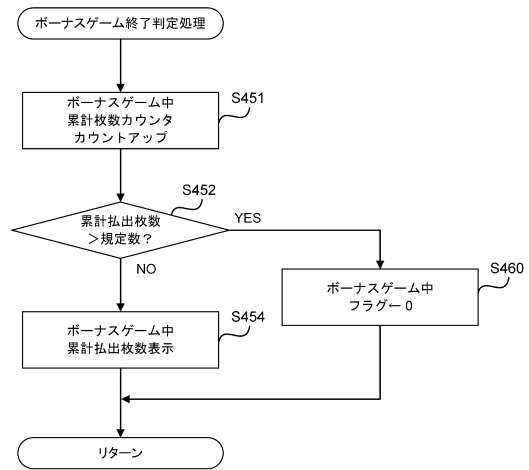 ボーナスゲーム終了判定処理
S451
ボーナスゲーム中
累計枚数カウンタ
カウントアップ
S452
累計払出枚数
＞規定数？
YES
NO
S460
ボーナスゲーム中
フラグ←0
S454
ボーナスゲーム中
累計払出枚数表示
リターン